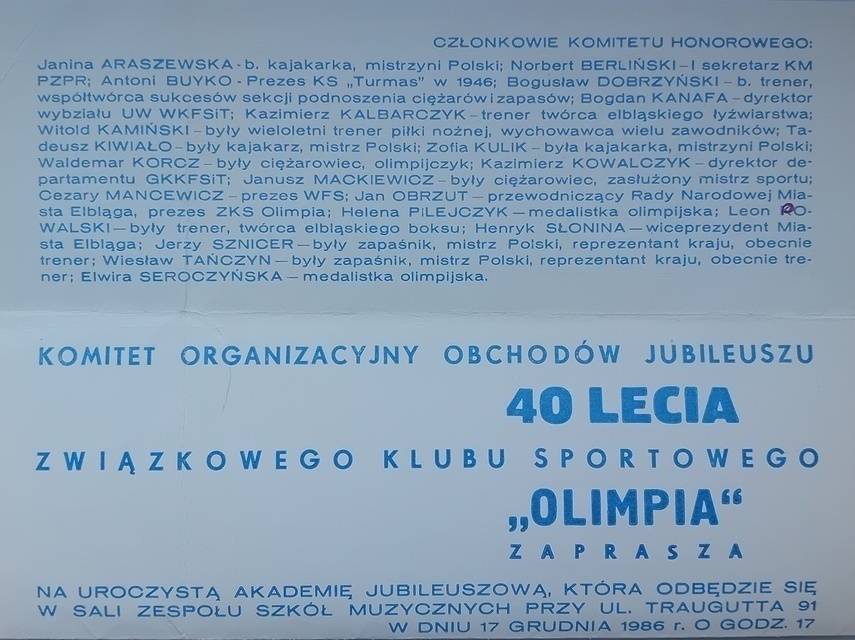 CZŁONKOWIE KOMITETU HONOROWEGO:
Janina ARASZEWSKA - b. kajakarka, mistrzyni Polski; Norbert BERLIŃSKI – I sekretarz KM
PZPR; Antoni BUYKO - Prezes KS „Turmas" w 1946; Bogusław DOBRZYŃSKI – b. trener,
współtwórca sukcesów sekcji podnoszenia ciężarów i zapasów; Bogdan KANAFA – dyrektor
wybziału UW WKFSiT; Kazimierz KALBARCZYK – trener twórca elbląskiego łyżwiarstwa;
Witold KAMIŃSKI – były wieloletni trener piłki nożnej, wychowawca wielu zawodników; Ta-
deusz KIWIAŁO – były kajakarz, mistrz Polski; Zofia KULIK – była kajakarka, mistrzyni Polski;
Waldemar KORCZ – były ciężarowiec, olimpijczyk; Kazimierz KOWALCZYK – dyrektor de-
partamentu GKKFSiT; Janusz MACKIEWICZ – były ciężarowiec, zasłużony mistrz sportu;
Cezary MANCEWICZ – prezes WFS; Jan OBRZUT – przewodniczący Rady Narodowej Mia-
sta Elbląga, prezes ZKS Olimpia; Helena PILEJCZYK – medalistka olimpijska; Leon PO-
WALSKI – były trener, twórca elbląskiego boksu; Henryk SŁONINA – wiceprezydent Mia-
sta Elbląga; Jerzy SZNICER – były zapaśnik, mistrz Polski, reprezentant kraju, obecnie
trener; Wiesław TAŃCZYN – były zapaśnik, mistrz Polski, reprezentant kraju, obecnie tre-
ner; Elwira SEROCZYŃSKA – medalistka olimpijska.
KOMITET ORGANIZACYJNY OBCHODÓW JUBILEUSZU
40 LECIA
ZWIĄZKOWEGO KLUBU SPORTOWEGO
„OLIMPIA“
ZAPRASZA
NA UROCZYSTĄ AKADEMIĘ JUBILEUSZOWĄ, KTÓRA ODBĘDZIE SIĘ
W SALI ZESPOŁU SZKÓŁ MUZYCZNYCH PRZY UL. TRAUGUTTA 91
W DNIU 17 GRUDNIA 1986 r. O GODZ. 17